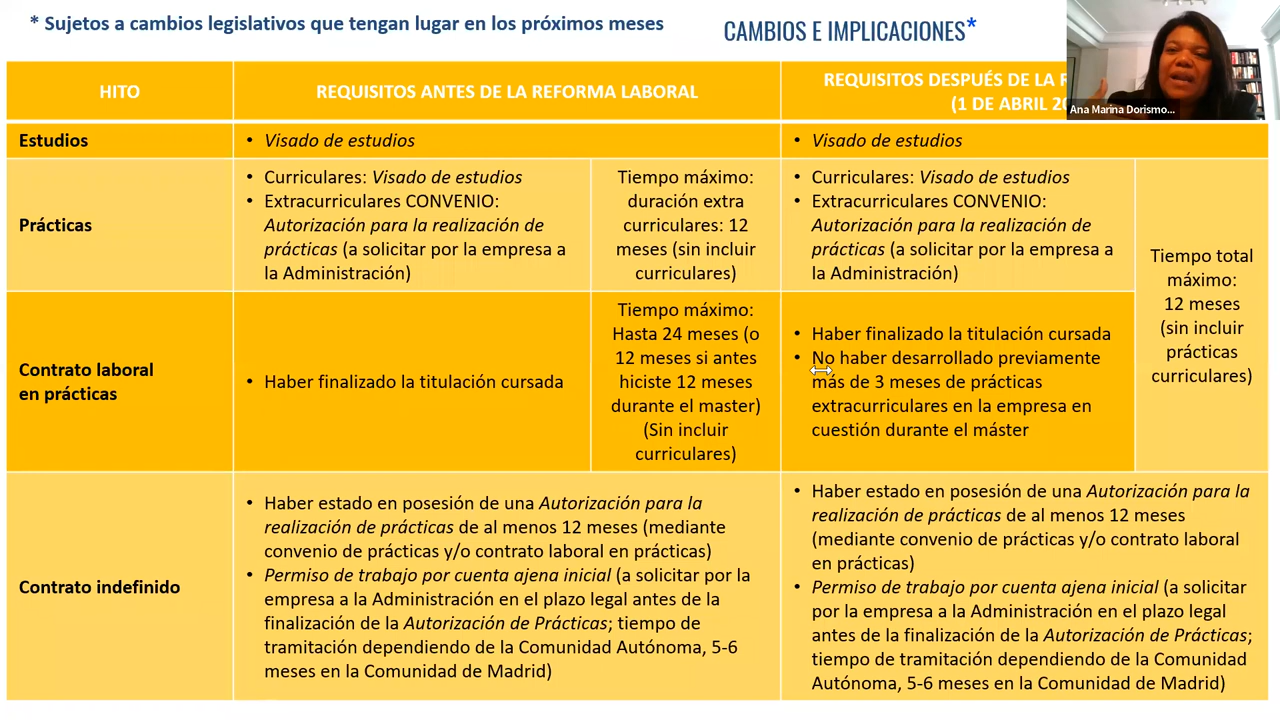 * Sujetos a cambios legislativos que tengan lugar en los próximos meses
CAMBIOS E IMPLICACIONES*
Ana Marina Dorismo...
HITO
REQUISITOS ANTES DE LA REFORMA LABORAL
REQUISITOS DESPUÉS DE LA
(1 DE ABRIL
Estudios
• Visado de estudios
• Visado de estudios
Prácticas
• Curriculares: Visado de estudios
• Extracurriculares CONVENIO:
Autorización para la realización de
prácticas (a solicitar por la empresa a
la Administración)
Tiempo máximo:
duración extra
curriculares: 12
meses (sin incluir
curriculares)
• Curriculares: Visado de estudios
• Extracurriculares CONVENIO:
Autorización para la realización de
prácticas (a solicitar por la empresa a
la Administración)
Tiempo total
máximo:
12 meses
(sin incluir
prácticas
curriculares)
Contrato laboral
en prácticas
• Haber finalizado la titulación cursada
Tiempo máximo:
Hasta 24 meses (o
12 meses si antes
hiciste 12 meses
durante el master)
(Sin incluir
curriculares)
• Haber finalizado la titulación cursada
• No haber desarrollado previamente
más de 3 meses de prácticas
extracurriculares en la empresa en
cuestión durante el máster
Contrato indefinido
• Haber estado en posesión de una Autorización para la
realización de prácticas de al menos 12 meses (mediante
convenio de prácticas y/o contrato laboral en prácticas)
• Permiso de trabajo por cuenta ajena inicial (a solicitar por la
empresa a la Administración en el plazo legal antes de la
finalización de la Autorización de Prácticas; tiempo de
tramitación dependiendo de la Comunidad Autónoma, 5-6
meses en la Comunidad de Madrid)
• Haber estado en posesión de una Autorización para la
realización de prácticas de al menos 12 meses
(mediante convenio de prácticas y/o contrato laboral
en prácticas)
• Permiso de trabajo por cuenta ajena inicial (a solicitar
por la empresa a la Administración en el plazo legal
antes de la finalización de la Autorización de Prácticas;
tiempo de tramitación dependiendo de la Comunidad
Autónoma, 5-6 meses en la Comunidad de Madrid)